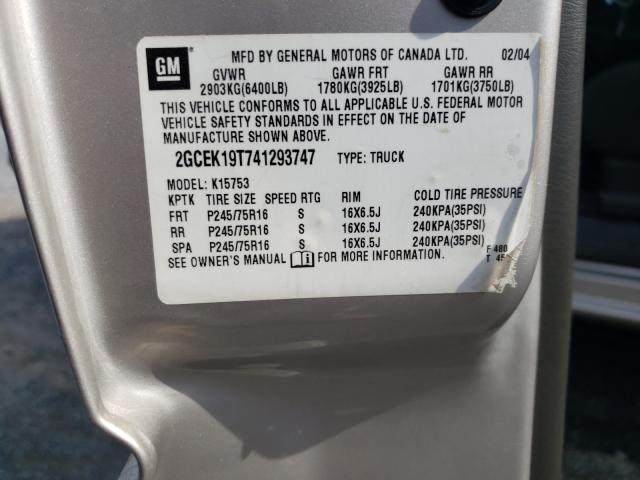 GM
MFD BY GENERAL MOTORS OF CANADA LTD. 02/04
GVWR GAWR FRT GAWR RR
2903KG(6400LB) 1780KG(3925LB) 1701KG(3750LB)
THIS VEHICLE CONFORMS TO ALL APPLICABLE U.S. FEDERAL MOTOR
VEHICLE SAFETY STANDARDS IN EFFECT ON THE DATE OF
MANUFACTURE SHOWN ABOVE.
2GCEK19T741293747 TYPE: TRUCK
MODEL: K15753
KPTK TIRE SIZE SPEED RTG RIM COLD TIRE PRESSURE
FRT P245/75R16 S 16X6.5J 240KPA(35PSI)
RR P245/75R16 S 16X6.5J 240KPA(35PSI)
SPA P245/75R16 S 16X6.5J 240KPA(35PSI)
SEE OWNER'S MANUAL i FOR MORE INFORMATION. F 480
T 45